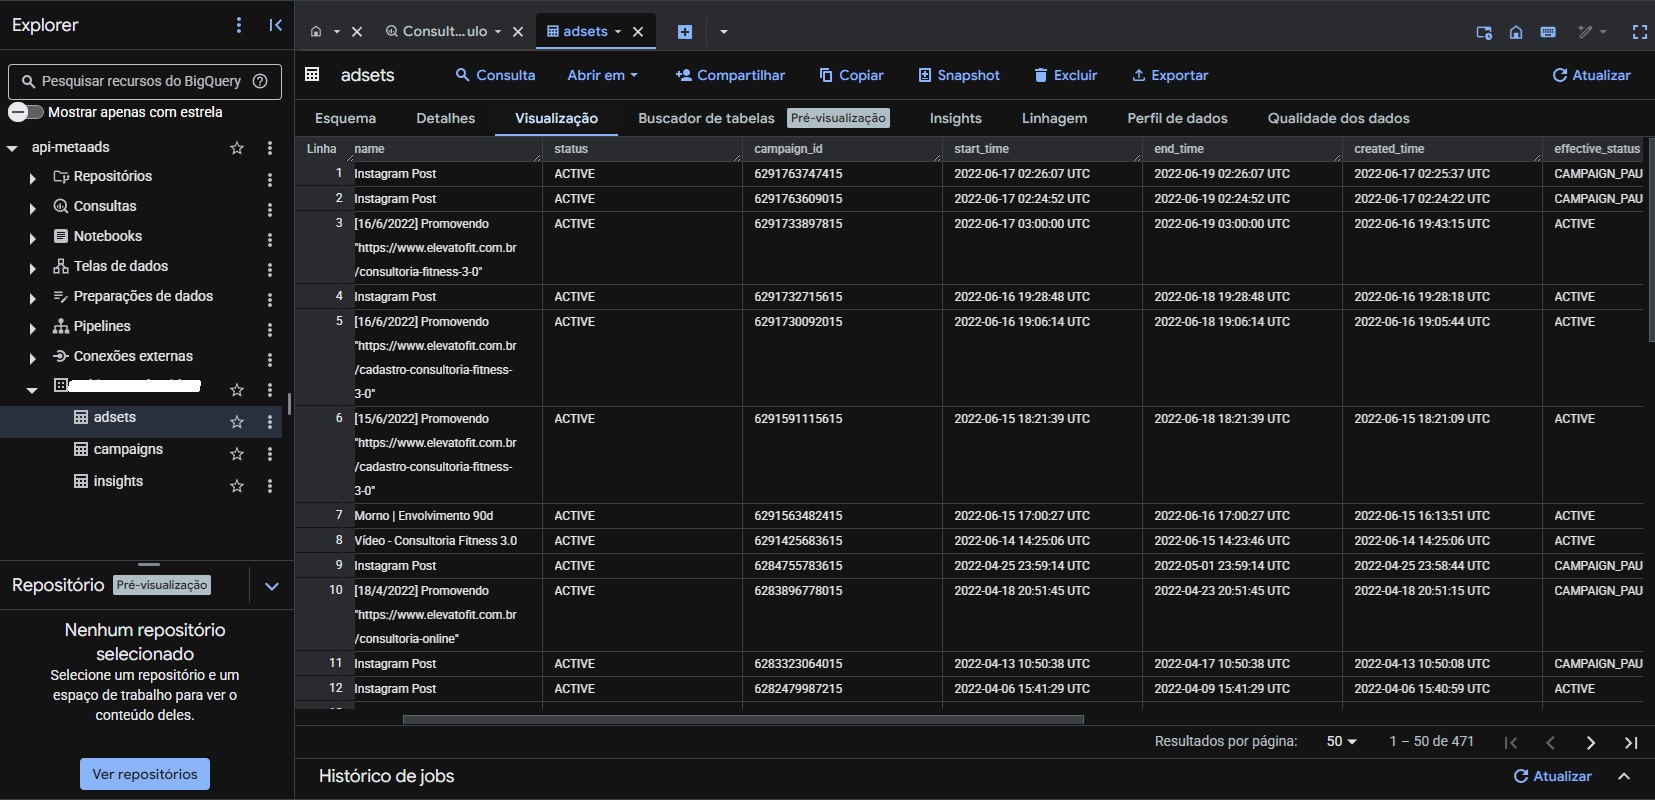 Explorer
Pesquisar recursos do BigQuery
Mostrar apenas com estrela
api-metaads
Repositórios
Consultas
Notebooks
Telas de dados
Preparações de dados
Pipelines
Conexões externas
adsets
campaigns
insights
Repositório Pré-visualização
Nenhum repositório
selecionado
Selecione um repositório e um
espaço de trabalho para ver o
conteúdo deles.
Ver repositórios
Consult...ulo adsets
adsets Consulta Abrir em Compartilhar Copiar Snapshot Excluir Exportar Atualizar
Esquema Detalhes Visualização Buscador de tabelas Pré-visualização Insights Linhagem Perfil de dados Qualidade dos dados
Linha name status campaign_id start_time end_time created_time effective_status
1 Instagram Post ACTIVE 6291763747415 2022-06-17 02:26:07 UTC 2022-06-19 02:26:07 UTC 2022-06-17 02:25:37 UTC CAMPAIGN_PAU
2 Instagram Post ACTIVE 6291763609015 2022-06-17 02:24:52 UTC 2022-06-19 02:24:52 UTC 2022-06-17 02:24:22 UTC CAMPAIGN_PAU
3 [16/6/2022] Promovendo ACTIVE 6291733897815 2022-06-17 03:00:00 UTC 2022-06-19 03:00:00 UTC 2022-06-16 19:43:15 UTC ACTIVE
"https://www.elevatofit.com.br
/consultoria-fitness-3-0"
4 Instagram Post ACTIVE 6291732715615 2022-06-16 19:28:48 UTC 2022-06-18 19:28:48 UTC 2022-06-16 19:28:18 UTC ACTIVE
5 [16/6/2022] Promovendo ACTIVE 6291730092015 2022-06-16 19:06:14 UTC 2022-06-18 19:06:14 UTC 2022-06-16 19:05:44 UTC ACTIVE
"https://www.elevatofit.com.br
/cadastro-consultoria-fitness-
3-0"
6 [15/6/2022] Promovendo ACTIVE 6291591115615 2022-06-15 18:21:39 UTC 2022-06-18 18:21:39 UTC 2022-06-15 18:21:09 UTC ACTIVE
"https://www.elevatofit.com.br
/cadastro-consultoria-fitness-
3-0"
7 Morno | Envolvimento 90d ACTIVE 6291563482415 2022-06-15 17:00:27 UTC 2022-06-16 17:00:27 UTC 2022-06-15 16:13:51 UTC ACTIVE
8 Vídeo - Consultoria Fitness 3.0 ACTIVE 6291425683615 2022-06-14 14:25:06 UTC 2022-06-15 14:23:46 UTC 2022-06-14 14:25:06 UTC ACTIVE
9 Instagram Post ACTIVE 6284755783615 2022-04-25 23:59:14 UTC 2022-05-01 23:59:14 UTC 2022-04-25 23:58:44 UTC CAMPAIGN_PAU
10 [18/4/2022] Promovendo ACTIVE 6283896778015 2022-04-18 20:51:45 UTC 2022-04-23 20:51:45 UTC 2022-04-18 20:51:15 UTC CAMPAIGN_PAU
"https://www.elevatofit.com.br
/consultoria-online"
11 Instagram Post ACTIVE 6283323064015 2022-04-13 10:50:38 UTC 2022-04-17 10:50:38 UTC 2022-04-13 10:50:08 UTC CAMPAIGN_PAU
12 Instagram Post ACTIVE 6282479987215 2022-04-06 15:41:29 UTC 2022-04-09 15:41:29 UTC 2022-04-06 15:40:59 UTC ACTIVE
Resultados por página: 50 1 – 50 de 471
Histórico de jobs Atualizar